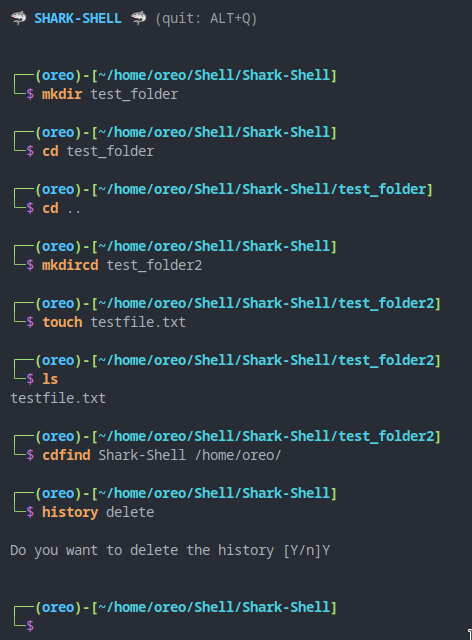 🦈 SHARK-SHELL 🦈 (quit: ALT+Q)
┌──(oreo)-[~/home/oreo/Shell/Shark-Shell]
└─$ mkdir test_folder
┌──(oreo)-[~/home/oreo/Shell/Shark-Shell]
└─$ cd test_folder
┌──(oreo)-[~/home/oreo/Shell/Shark-Shell/test_folder]
└─$ cd ..
┌──(oreo)-[~/home/oreo/Shell/Shark-Shell]
└─$ mkdircd test_folder2
┌──(oreo)-[~/home/oreo/Shell/Shark-Shell/test_folder2]
└─$ touch testfile.txt
┌──(oreo)-[~/home/oreo/Shell/Shark-Shell/test_folder2]
└─$ ls
testfile.txt
┌──(oreo)-[~/home/oreo/Shell/Shark-Shell/test_folder2]
└─$ cdfind Shark-Shell /home/oreo/
┌──(oreo)-[~/home/oreo/Shell/Shark-Shell]
└─$ history delete
Do you want to delete the history [Y/n]Y
┌──(oreo)-[~/home/oreo/Shell/Shark-Shell]
└─$